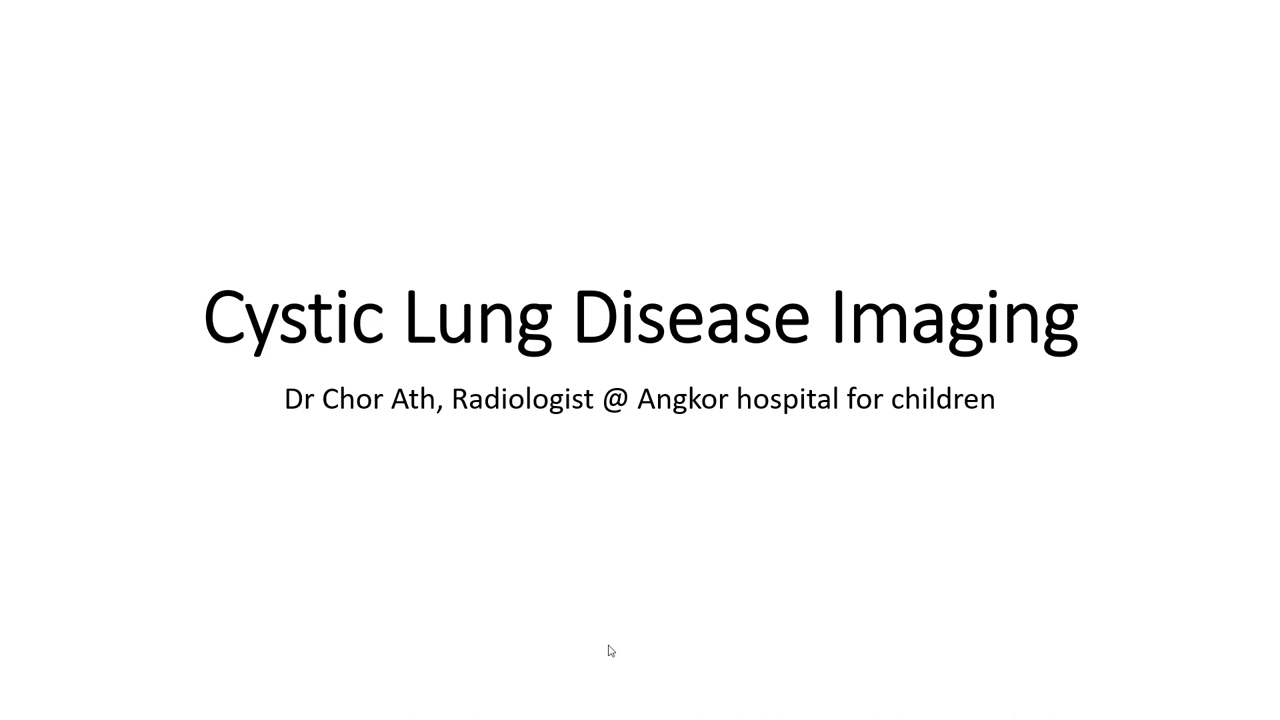 Cystic Lung Disease Imaging
Dr Chor Ath, Radiologist @ Angkor hospital for children